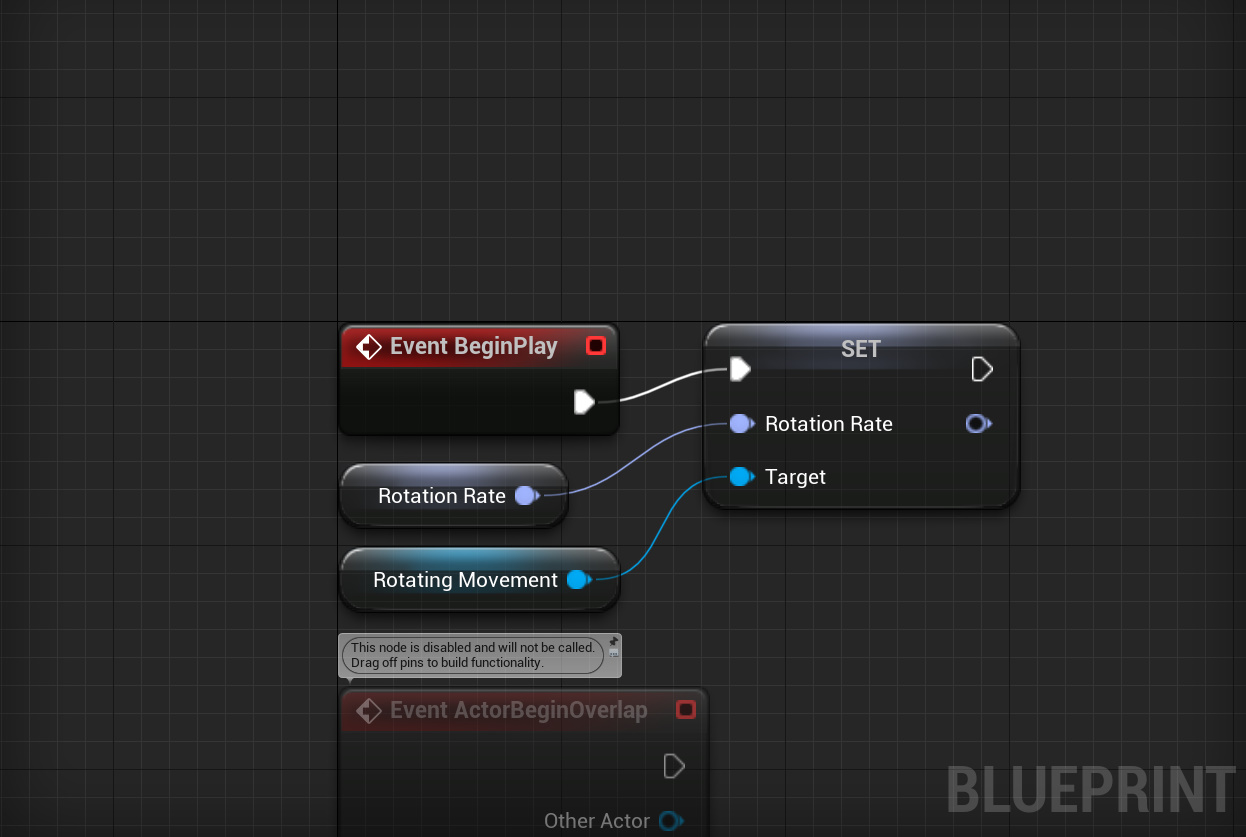 Event BeginPlay
SET
Rotation Rate
Target
Rotation Rate
Rotating Movement
This node is disabled and will not be called.
Drag off pins to build functionality.
Event ActorBeginOverlap
Other Actor
BLUEPRINT